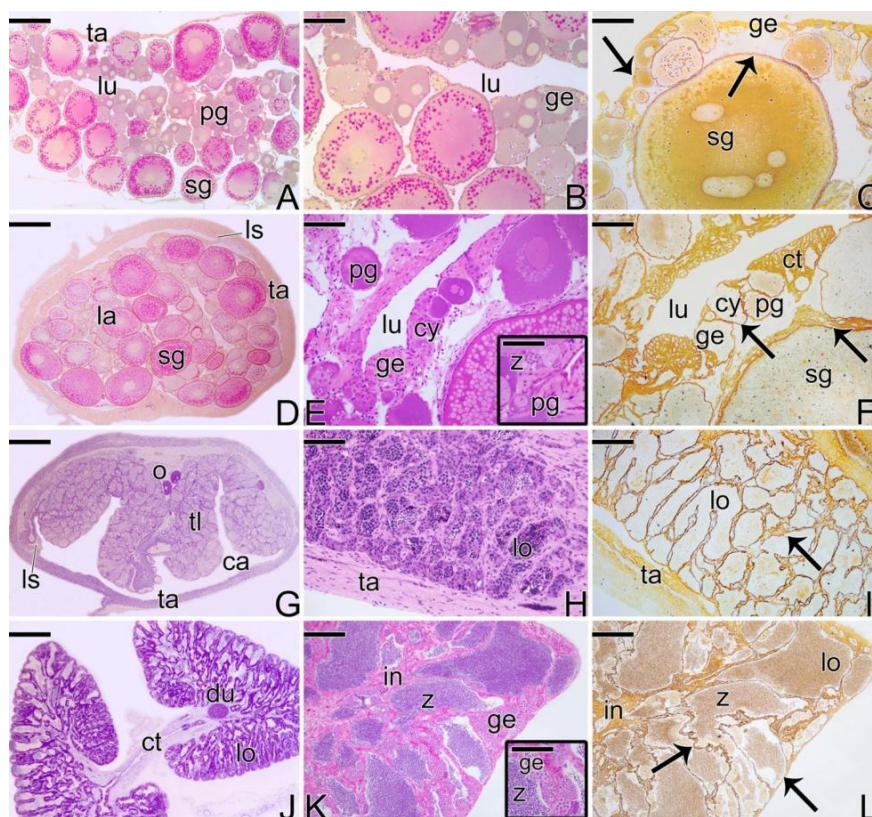 ta
lu
pg
sg
A
lu
ge
B
ge
sg
C
ls
ta
la
sg
D
pg
lu
cy
ge
z
pg
E
ct
lu
cy
pg
ge
sg
F
o
tl
ls
ca
ta
G
lo
ta
H
lo
ta
I
du
ct
lo
J
in
z
ge
ge
z
K
lo
z
in
L